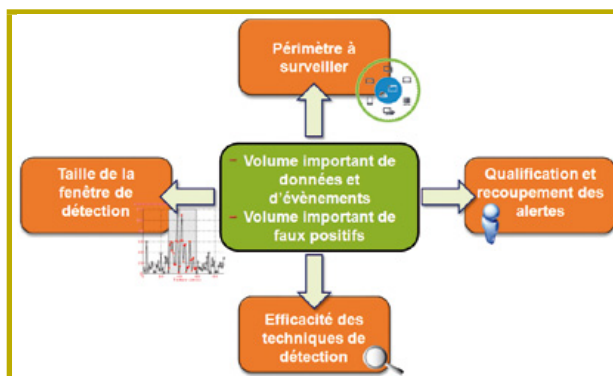 Périmètre à
surveiller
Taille de la
fenêtre de
détection
– Volume important de
données et
d'évènements
– Volume important de
faux positifs
Qualification et
recoupement des
alertes
Efficacité des
techniques de
détection